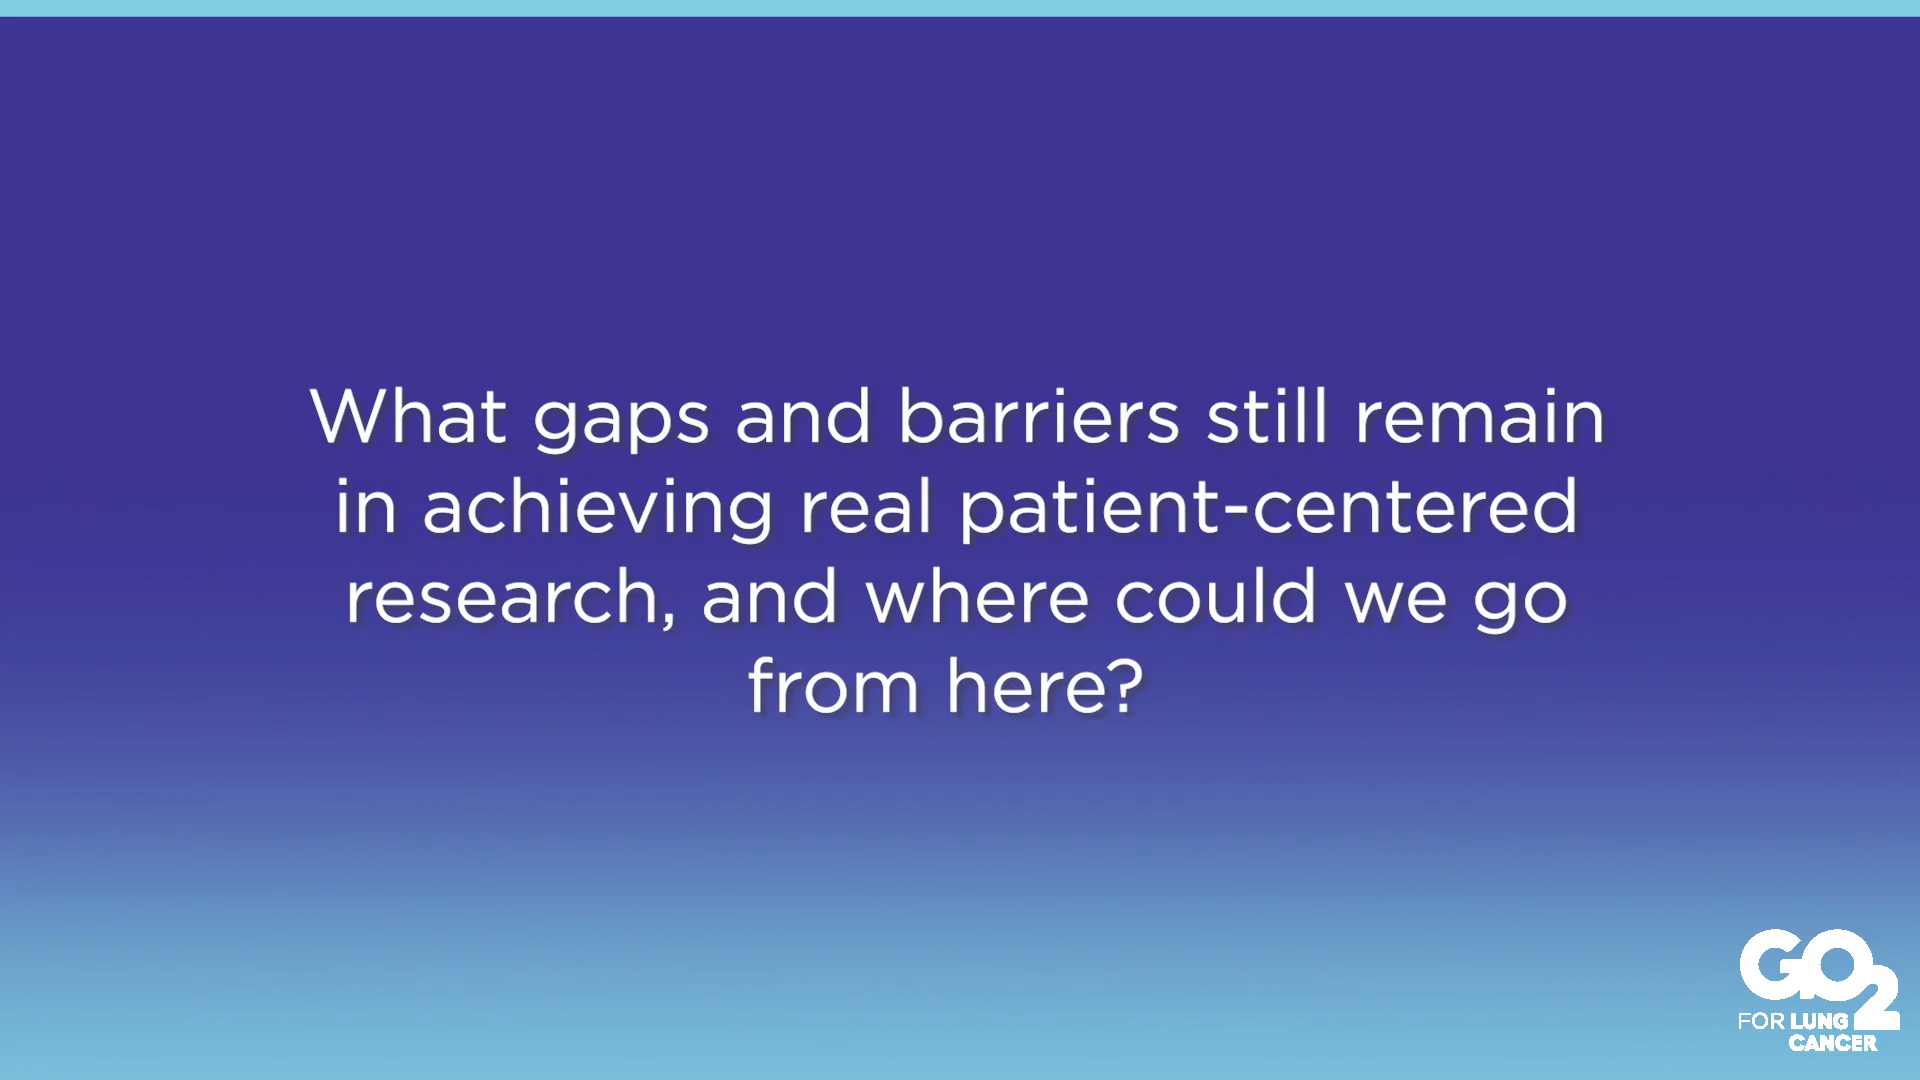 What gaps and barriers still remain
in achieving real patient-centered
research, and where could we go
from here?
GO2
FOR LUNG
CANCER